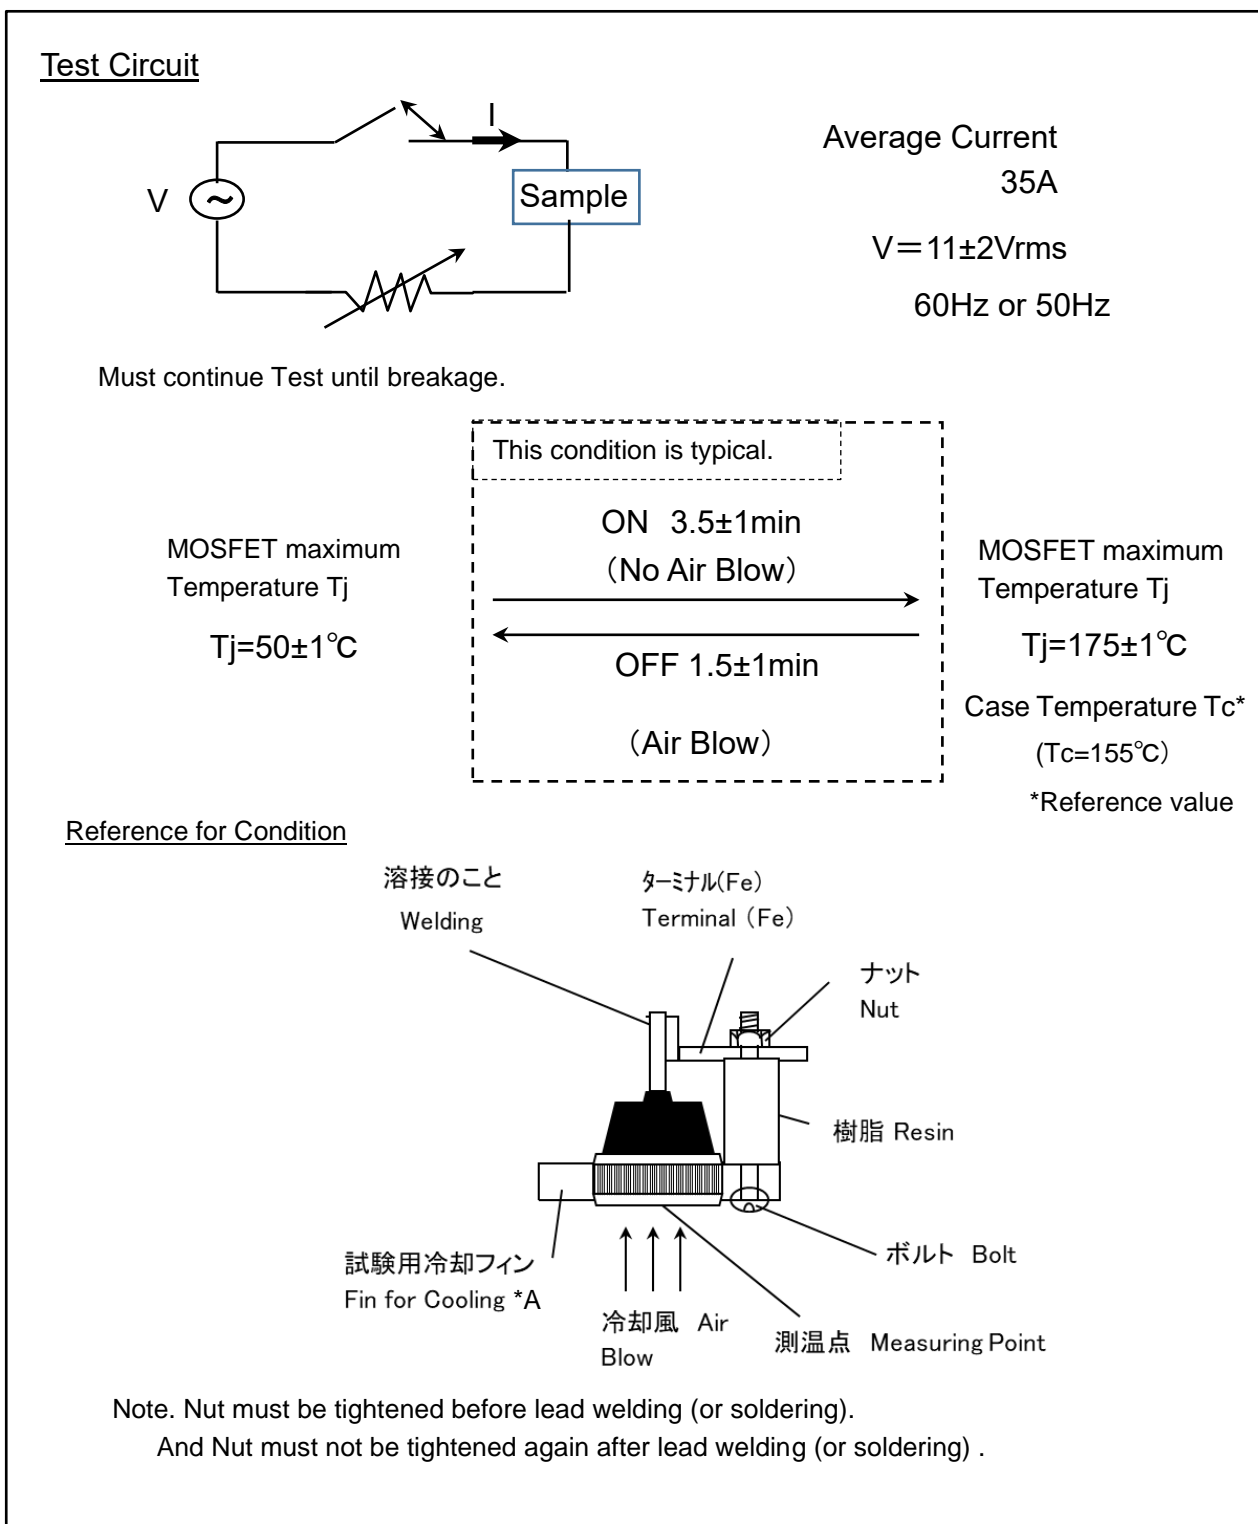 Test Circuit
I
V
~
Sample
Average Current
35A
V＝11±2Vrms
60Hz or 50Hz
Must continue Test until breakage.
This condition is typical.
ON 3.5±1min
（No Air Blow）
OFF 1.5±1min
（Air Blow）
MOSFET maximum
Temperature Tj
Tj=50±1℃
MOSFET maximum
Temperature Tj
Tj=175±1℃
Case Temperature Tc*
(Tc=155℃)
*Reference value
Reference for Condition
溶接のこと
Welding
ﾀｰﾐﾅﾙ(Fe)
Terminal（Fe）
ナット
Nut
樹脂 Resin
ボルト Bolt
試験用冷却フィン
Fin for Cooling *A
冷却風 Air
Blow
測温点 Measuring Point
Note. Nut must be tightened before lead welding (or soldering).
And Nut must not be tightened again after lead welding (or soldering) .